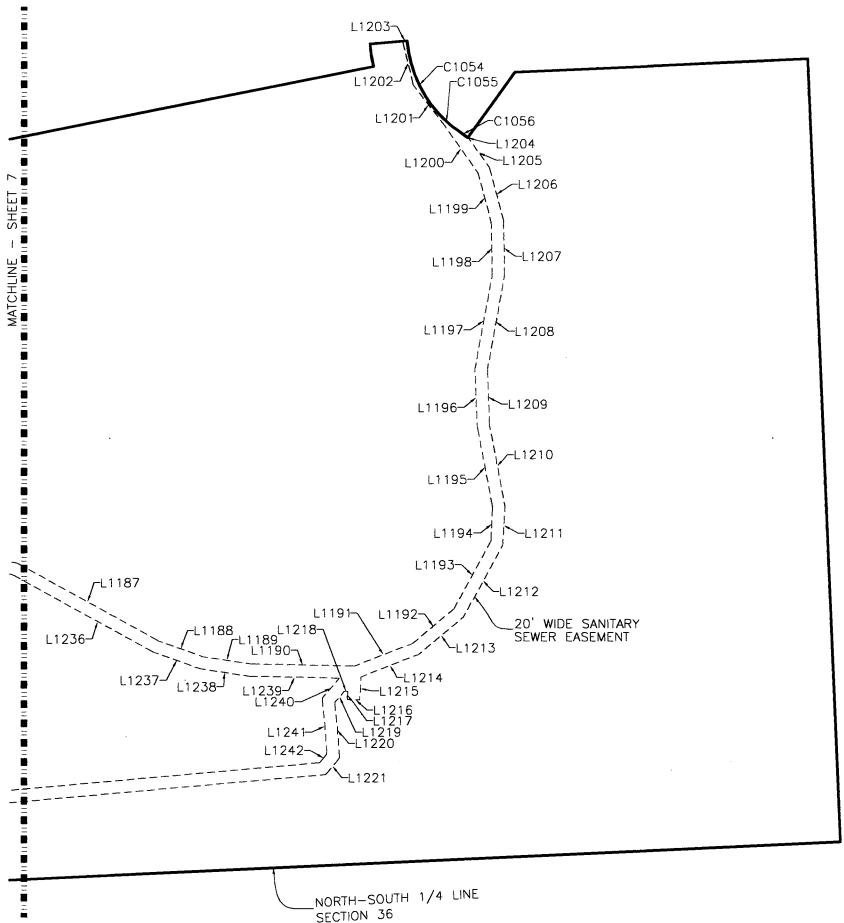 L1203
C1054
L1202
C1055
L1201
C1056
L1204
L1200
L1205
L1206
L1199
L1198
L1207
L1197
L1208
L1196
L1209
L1210
L1195
L1194
L1211
L1193
L1212
MATCHLINE – SHEET 7
L1187
L1236
L1188
L1189
L1190
L1218
L1191
L1192
20' WIDE SANITARY
SEWER EASEMENT
L1213
L1214
L1237
L1238
L1239
L1240
L1215
L1216
L1217
L1219
L1241
L1220
L1242
L1221
NORTH–SOUTH 1/4 LINE
SECTION 36